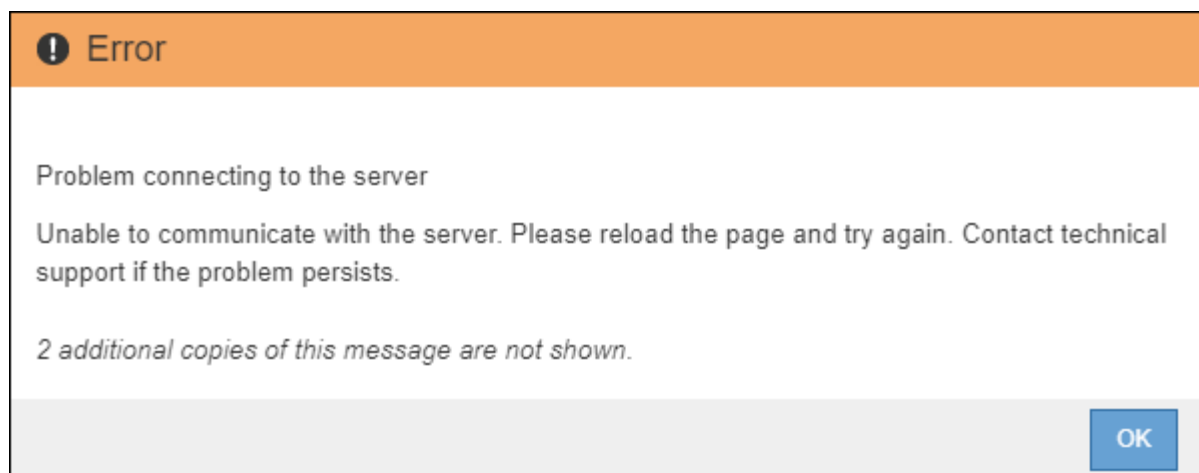 Error
Problem connecting to the server
Unable to communicate with the server. Please reload the page and try again. Contact technical
support if the problem persists.
2 additional copies of this message are not shown.
OK